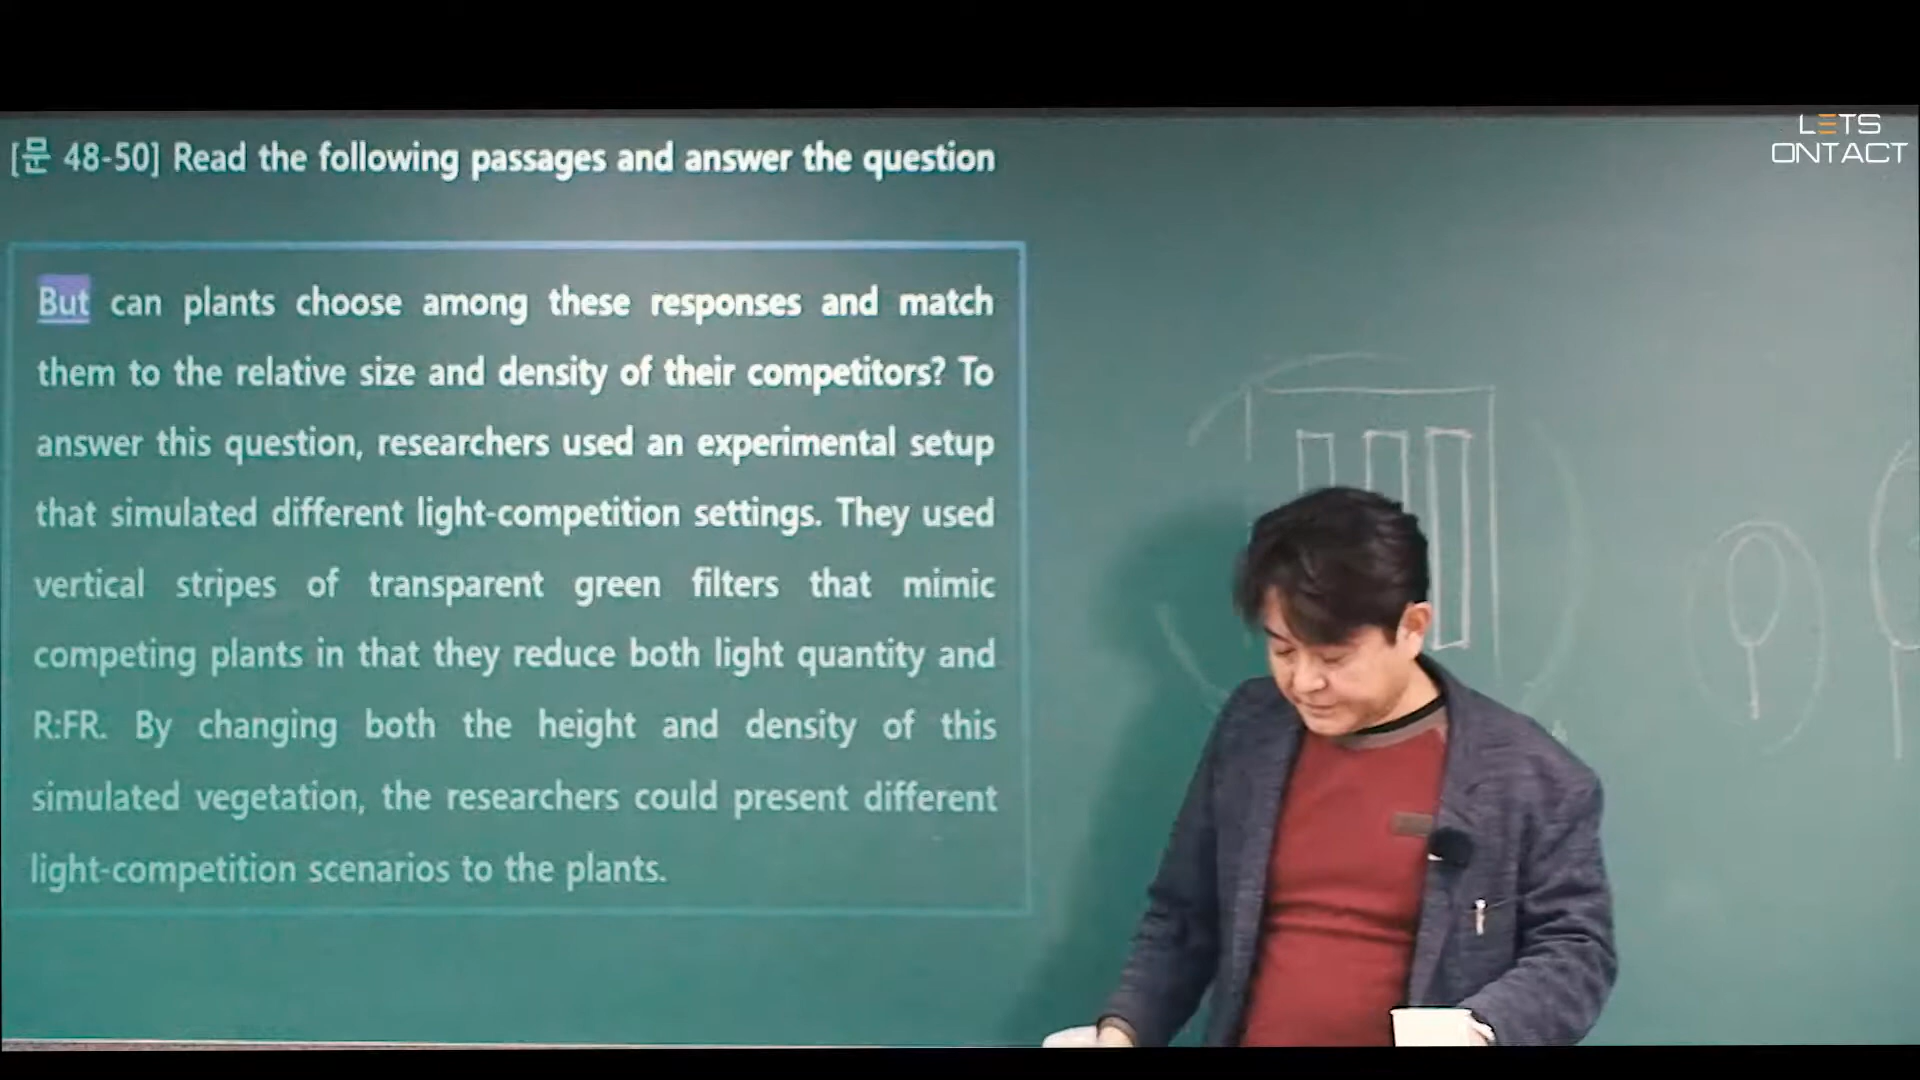 LETS
ONTACT
[문 48-50] Read the following passages and answer the question
But can plants choose among these responses and match
them to the relative size and density of their competitors? To
answer this question, researchers used an experimental setup
that simulated different light-competition settings. They used
vertical stripes of transparent green filters that mimic
competing plants in that they reduce both light quantity and
R:FR. By changing both the height and density of this
simulated vegetation, the researchers could present different
light-competition scenarios to the plants.